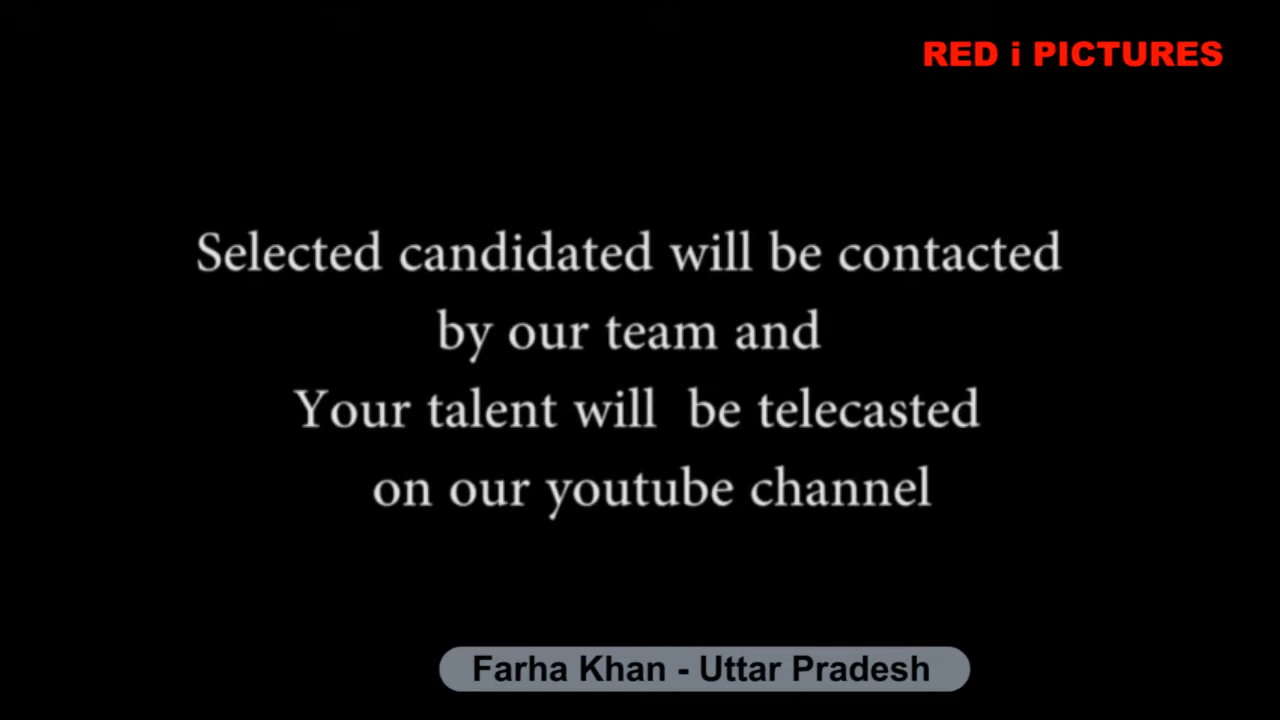 RED i PICTURES
Selected candidated will be contacted
by our team and
Your talent will be telecasted
on our youtube channel
Farha Khan - Uttar Pradesh